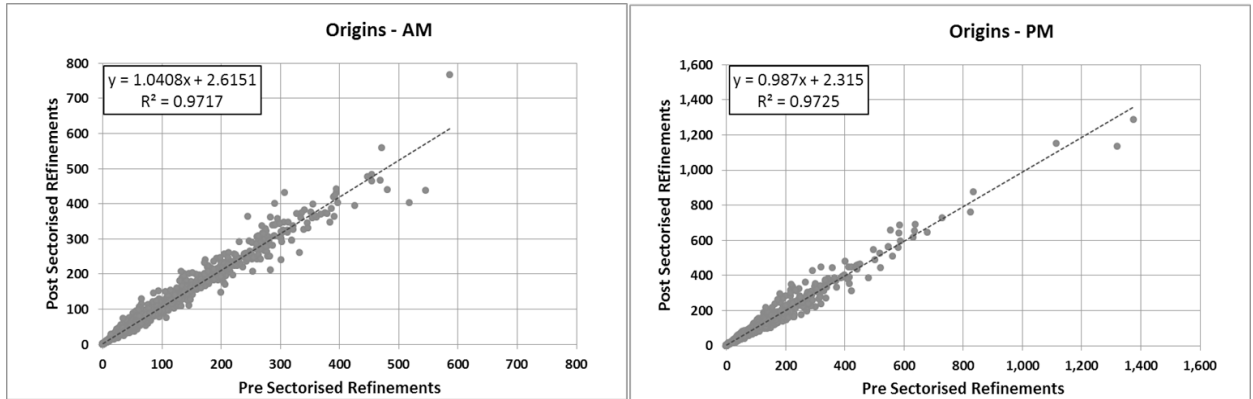 Origins - AM
800
700
600
500
400
300
200
100
0
y = 1.0408x + 2.6151
R² = 0.9717
Post Sectorised REfinements
0 100 200 300 400 500 600 700 800
Pre Sectorised Refinements
Origins - PM
1,600
1,400
1,200
1,000
800
600
400
200
0
y = 0.987x + 2.315
R² = 0.9725
Post Sectorised REfinements
0 200 400 600 800 1,000 1,200 1,400 1,600
Pre Sectorised Refinements